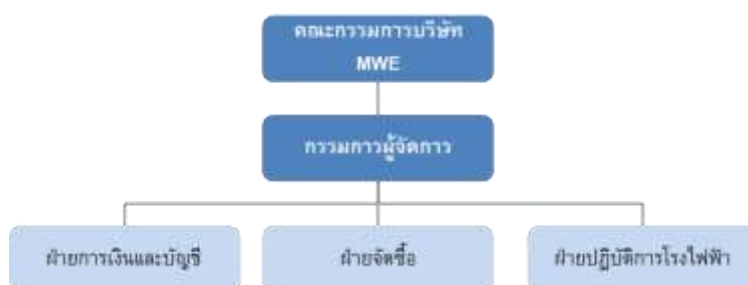 คณะกรรมการบริษัท
MWE
กรรมการผู้จัดการ
ฝ่ายการเงินและบัญชี
ฝ่ายจัดซื้อ
ฝ่ายปฏิบัติการโรงไฟฟ้า